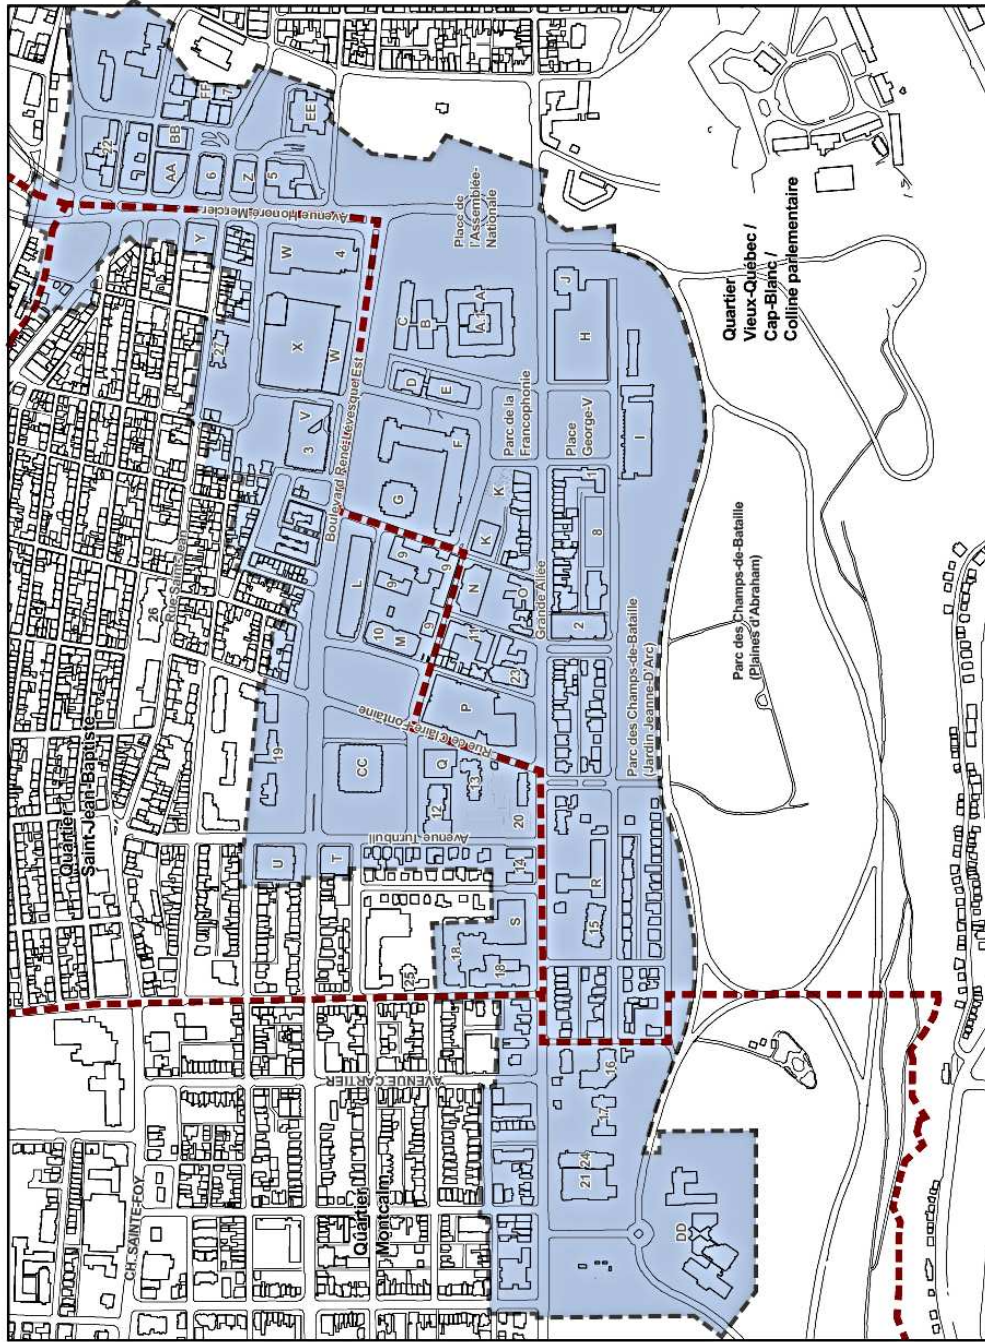 22
BB
AA
FF
7
6
Z
5
EE
Y
Avenue Honoré-Mercier
W
4
27
X
W
Place de
l'Assemblée-
Nationale
C
B
A
A.1
D
E
3
V
Boulevard René-Lévesque Est
F
G
Parc de la
Francophonie
J
H
Place
George-V
I
Quartier
Vieux-Québec /
Cap-Blanc /
Colline parlementaire
26
Rue Saint-Jean
Quartier
Saint-Jean-Baptiste
L
9
9
9
9
10
M
K
K
N
O
11
23
1
8
2
Grande Allée
P
Rue de Claire-Fontaine
19
CC
Q
13
12
20
Avenue Turnbull
Parc des Champs-de-Bataille
(Jardin Jeanne-D'Arc)
Parc des Champs-de-Bataille
(Plaines d'Abraham)
U
T
14
S
18
18
25
R
15
16
17
24
21
AVENUE CARTIER
CH. SAINTE-FOY
Quartier
Montcalm
DD